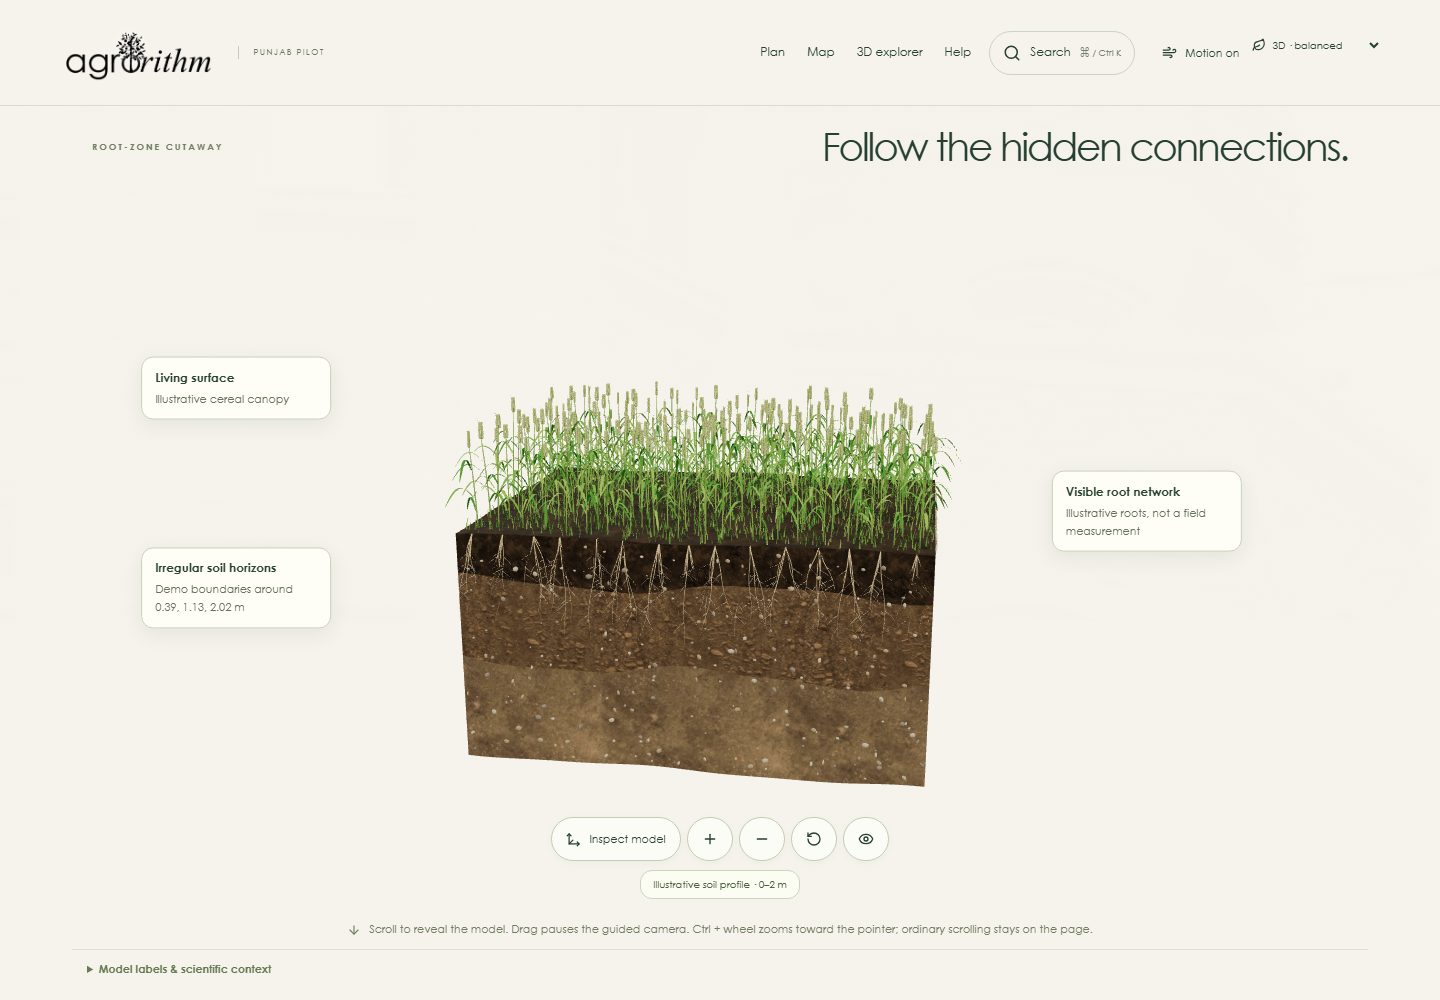 agrorithm
PUNJAB PILOT
Plan
Map
3D explorer
Help
Search ⌘ / Ctrl K
Motion on
3D · balanced
ROOT-ZONE CUTAWAY
Follow the hidden connections.
Living surface
Illustrative cereal canopy
Visible root network
Illustrative roots, not a field
measurement
Irregular soil horizons
Demo boundaries around
0.39, 1.13, 2.02 m
Inspect model
Illustrative soil profile · 0–2 m
Scroll to reveal the model. Drag pauses the guided camera. Ctrl + wheel zooms toward the pointer; ordinary scrolling stays on the page.
Model labels & scientific context